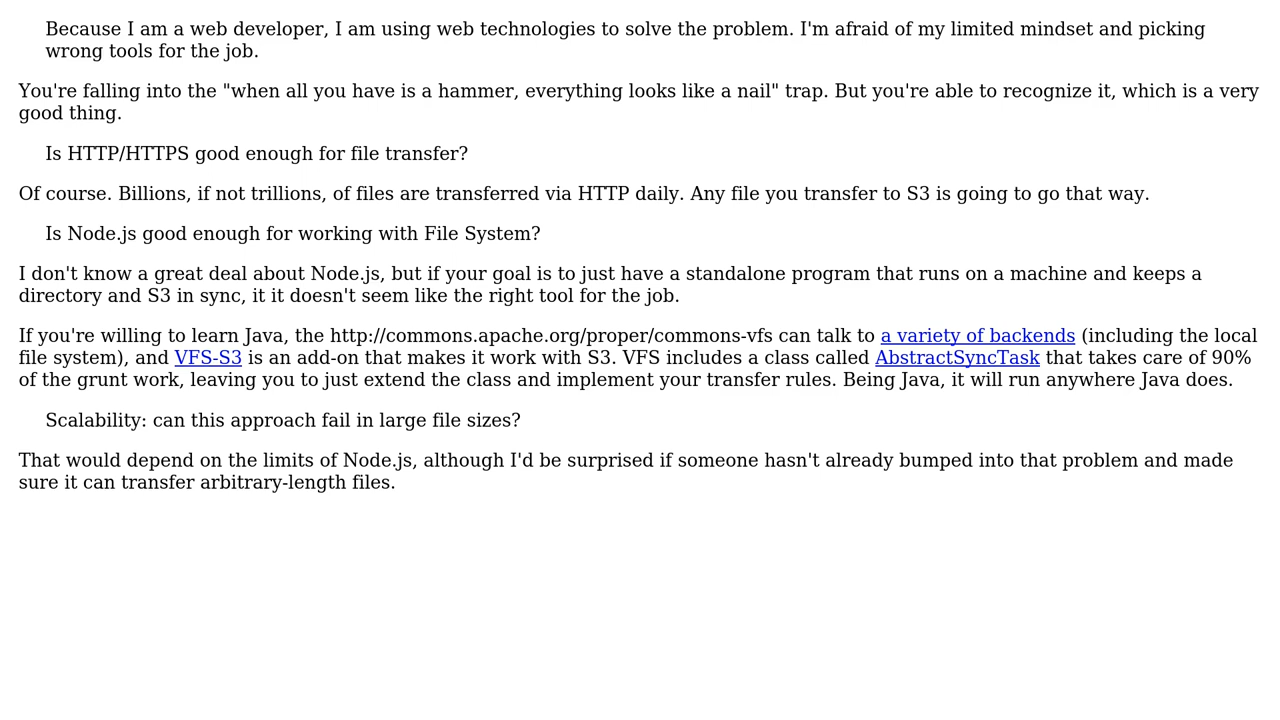 Because I am a web developer, I am using web technologies to solve the problem. I'm afraid of my limited mindset and picking
wrong tools for the job.
You're falling into the "when all you have is a hammer, everything looks like a nail" trap. But you're able to recognize it, which is a very
good thing.
Is HTTP/HTTPS good enough for file transfer?
Of course. Billions, if not trillions, of files are transferred via HTTP daily. Any file you transfer to S3 is going to go that way.
Is Node.js good enough for working with File System?
I don't know a great deal about Node.js, but if your goal is to just have a standalone program that runs on a machine and keeps a
directory and S3 in sync, it it doesn't seem like the right tool for the job.
If you're willing to learn Java, the http://commons.apache.org/proper/commons-vfs can talk to a variety of backends (including the local
file system), and VFS-S3 is an add-on that makes it work with S3. VFS includes a class called AbstractSyncTask that takes care of 90%
of the grunt work, leaving you to just extend the class and implement your transfer rules. Being Java, it will run anywhere Java does.
Scalability: can this approach fail in large file sizes?
That would depend on the limits of Node.js, although I'd be surprised if someone hasn't already bumped into that problem and made
sure it can transfer arbitrary-length files.